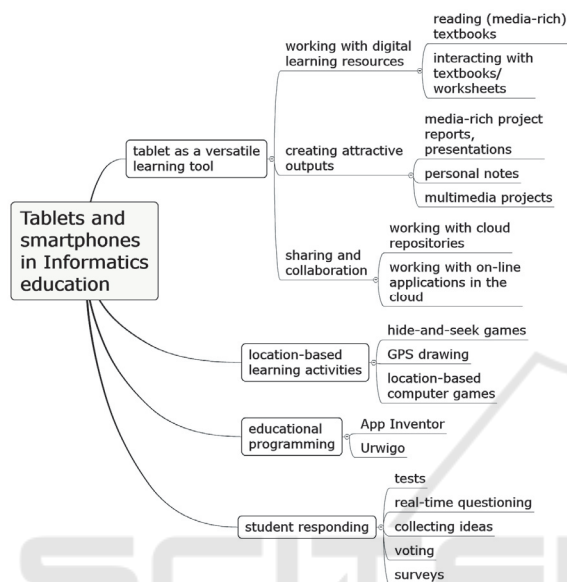 reading (media-rich)
textbooks
working with digital
learning resources
interacting with
textbooks/
worksheets
media-rich project
reports,
presentations
tablet as a versatile
learning tool
creating attractive
outputs
personal notes
multimedia projects
Tablets and
smartphones
in Informatics
education
sharing and
collaboration
working with cloud
repositories
working with on-line
applications in the
cloud
location-based
learning activities
hide-and-seek games
GPS drawing
location-based
computer games
educational
programming
App Inventor
Urwigo
student responding
tests
real-time questioning
collecting ideas
voting
surveys